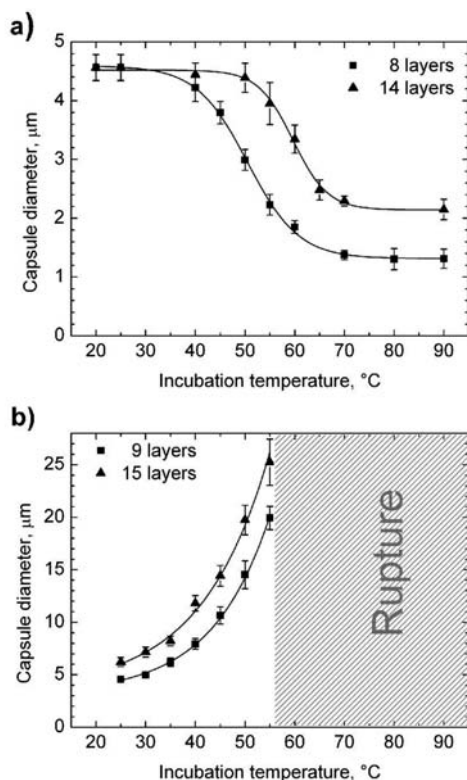 a)
5
4
3
2
1
0
Capsule diameter, μm
8 layers
14 layers
20 30 40 50 60 70 80 90
Incubation temperature, °C
b)
25
20
15
10
5
0
Capsule diameter, μm
9 layers
15 layers
Rupture
20 30 40 50 60 70 80 90
Incubation temperature, °C